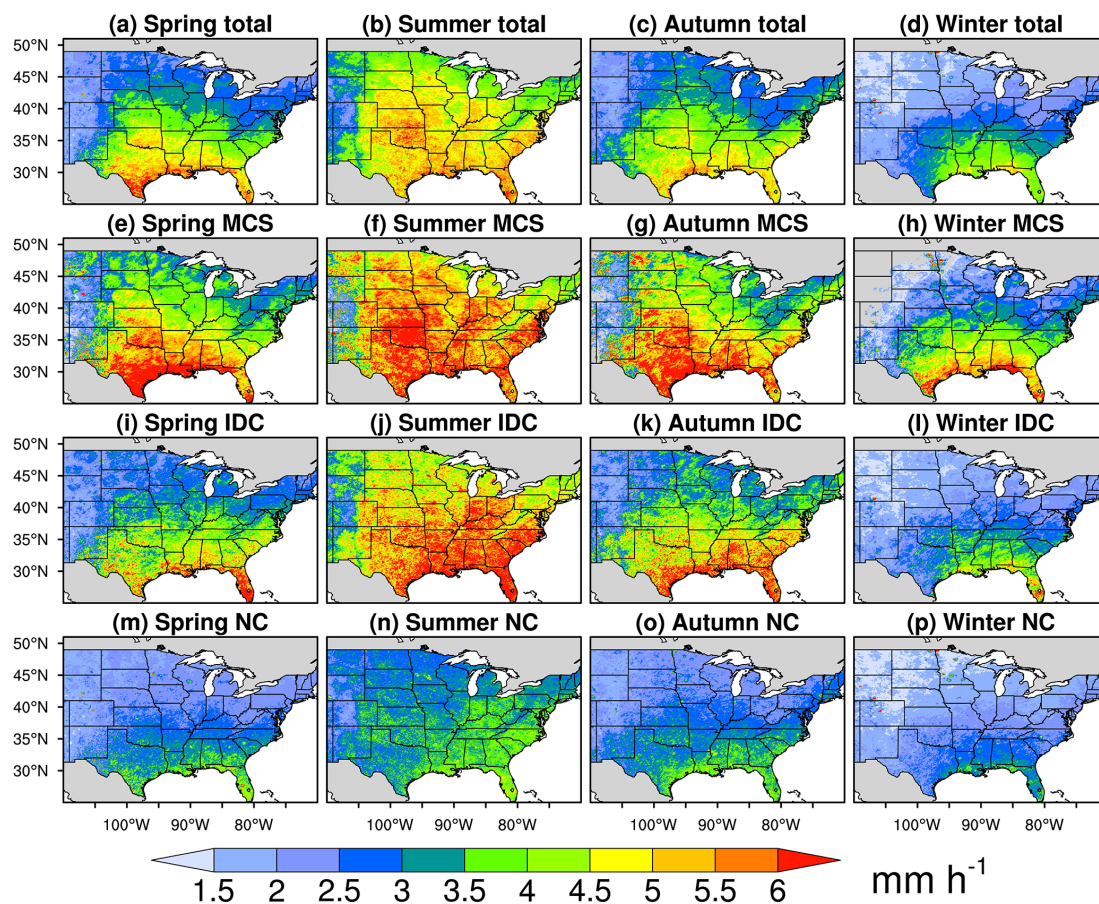 (a) Spring total (b) Summer total (c) Autumn total (d) Winter total
50°N
45°N
40°N
35°N
30°N
(e) Spring MCS (f) Summer MCS (g) Autumn MCS (h) Winter MCS
50°N
45°N
40°N
35°N
30°N
(i) Spring IDC (j) Summer IDC (k) Autumn IDC (l) Winter IDC
50°N
45°N
40°N
35°N
30°N
(m) Spring NC (n) Summer NC (o) Autumn NC (p) Winter NC
50°N
45°N
40°N
35°N
30°N
100°W 90°W 80°W 100°W 90°W 80°W 100°W 90°W 80°W 100°W 90°W 80°W
1.5 2 2.5 3 3.5 4 4.5 5 5.5 6 mm h⁻¹